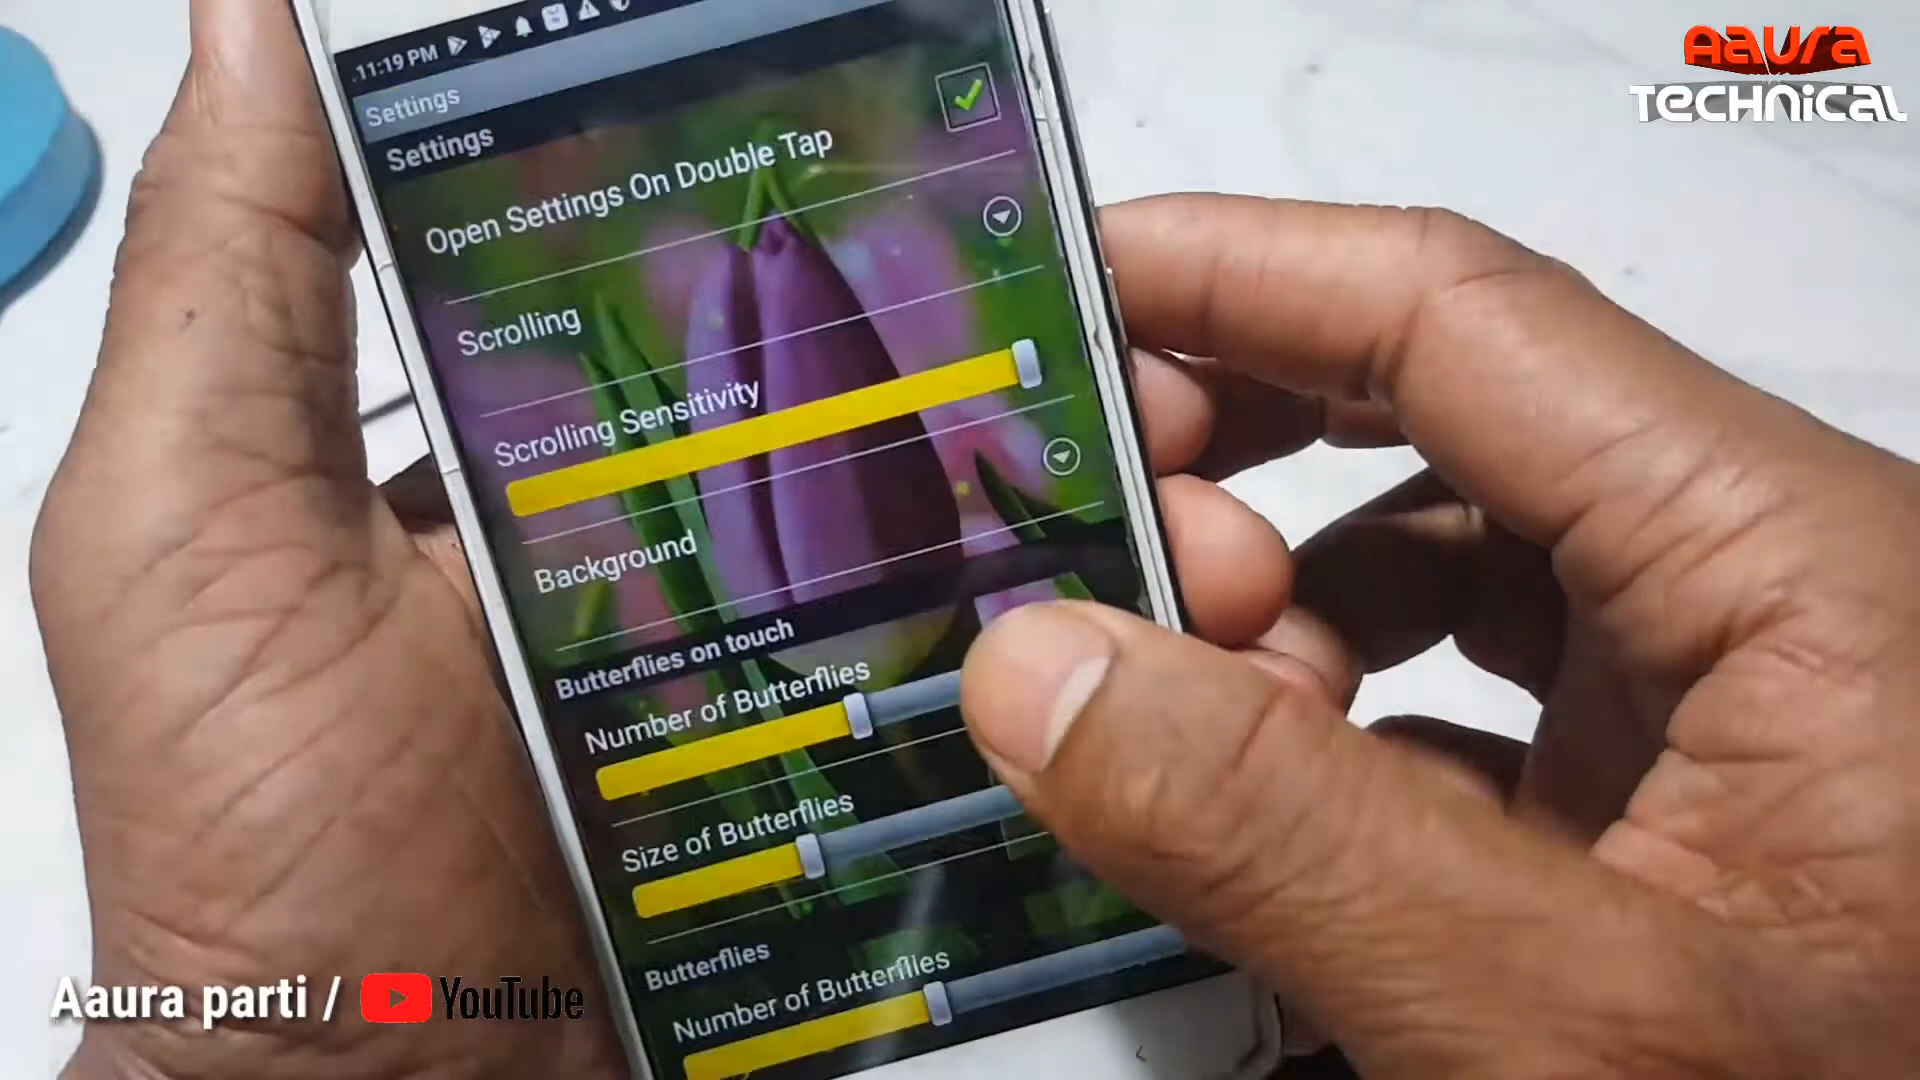 11:19 PM
Settings
Settings
Open Settings On Double Tap
Scrolling
Scrolling Sensitivity
Background
Butterflies on touch
Number of Butterflies
Size of Butterflies
Butterflies
Number of Butterflies
Aaura
TECHNiCAL
Aaura parti / YouTube